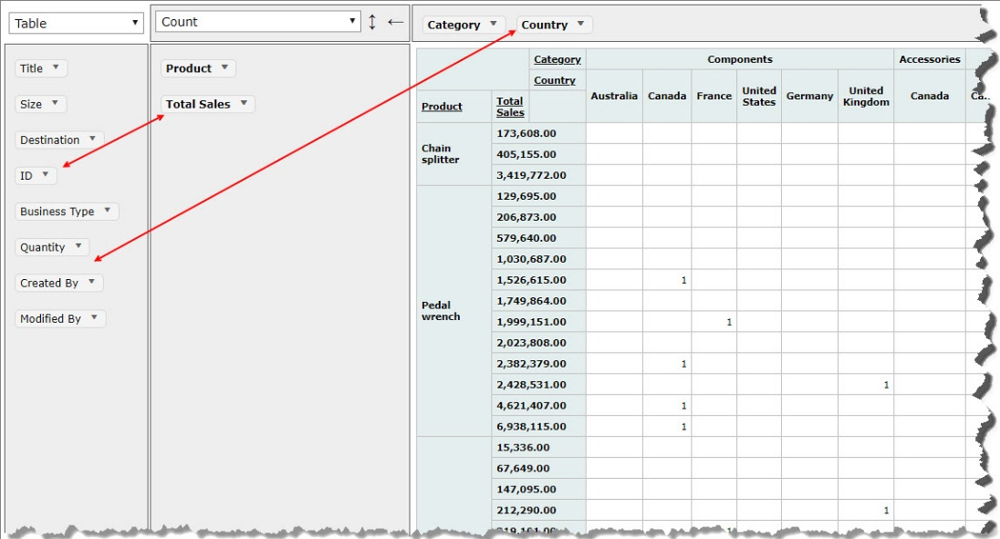 Table
Count
Category Country
Title
Size
Destination
ID
Business Type
Quantity
Created By
Modified By
Product
Total Sales
Category Components Accessories
Country
Australia Canada France United States Germany United Kingdom Canada
Product Total Sales
Chain splitter
173,608.00
405,155.00
3,419,772.00
Pedal wrench
129,695.00
206,873.00
579,640.00
1,030,687.00
1,526,615.00 1
1,749,864.00
1,999,151.00 1
2,023,808.00
2,382,379.00 1
2,428,531.00 1
4,621,407.00 1
6,938,115.00 1
15,336.00
67,649.00
147,095.00
212,290.00 1